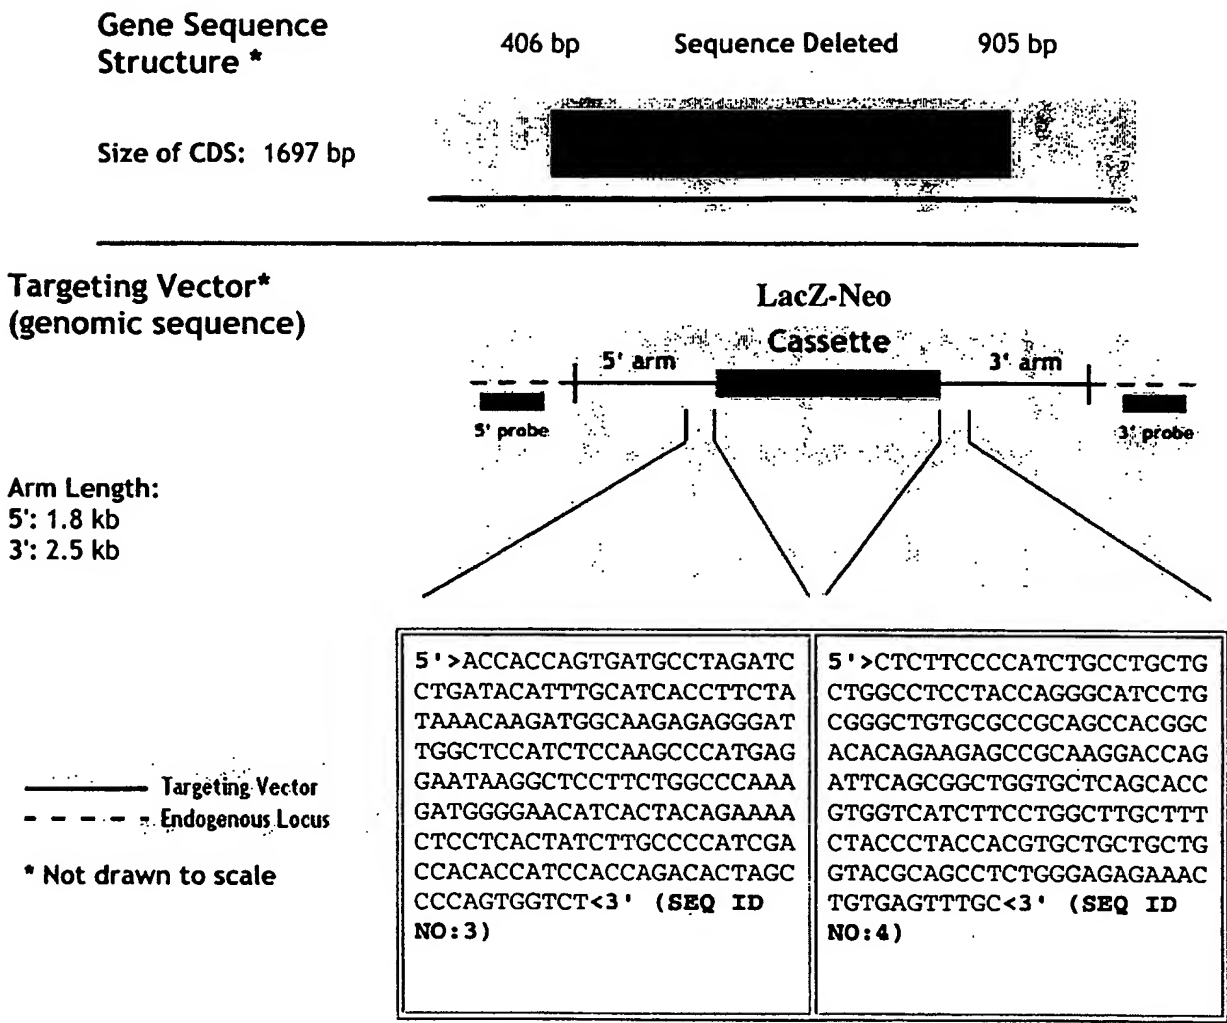 Gene Sequence
Structure *
406 bp Sequence Deleted 905 bp
Size of CDS: 1697 bp
Targeting Vector*
(genomic sequence)
LacZ-Neo
Cassette
5' arm
3' arm
5' probe
3' probe
Arm Length:
5': 1.8 kb
3': 2.5 kb
5'>ACCACCAGTGATGCCTAGATC
CTGATACATTTGCATCACCTTCTA
TAAACAAGATGGCAAGAGAGGGAT
TGGCTCCATCTCCAAGCCCATGAG
GAATAAGGCTCCTTCTGGCCCAAA
GATGGGGAACATCACTACAGAAAA
CTCCTCACTATCTTGCCCCATCGA
CCACACCATCCACCAGACACTAGC
CCCAGTGGTCT<3' (SEQ ID
NO:3)
5'>CTCTTCCCCATCTGCCTGCTG
CTGGCCTCCTACCAGGGCATCCTG
CGGGCTGTGCGCCGCAGCCACGGC
ACACAGAAGAGCCGCAAGGACCAG
ATTCAGCGGCTGGTGCTCAGCACC
GTGGTCATCTTCCTGGCTTGCTTT
CTACCCTACCACGTGCTGCTGCTG
GTACGCAGCCTCTGGGAGAGAAAC
TGTGAGTTTGC<3' (SEQ ID
NO:4)
Targeting Vector
Endogenous Locus
* Not drawn to scale